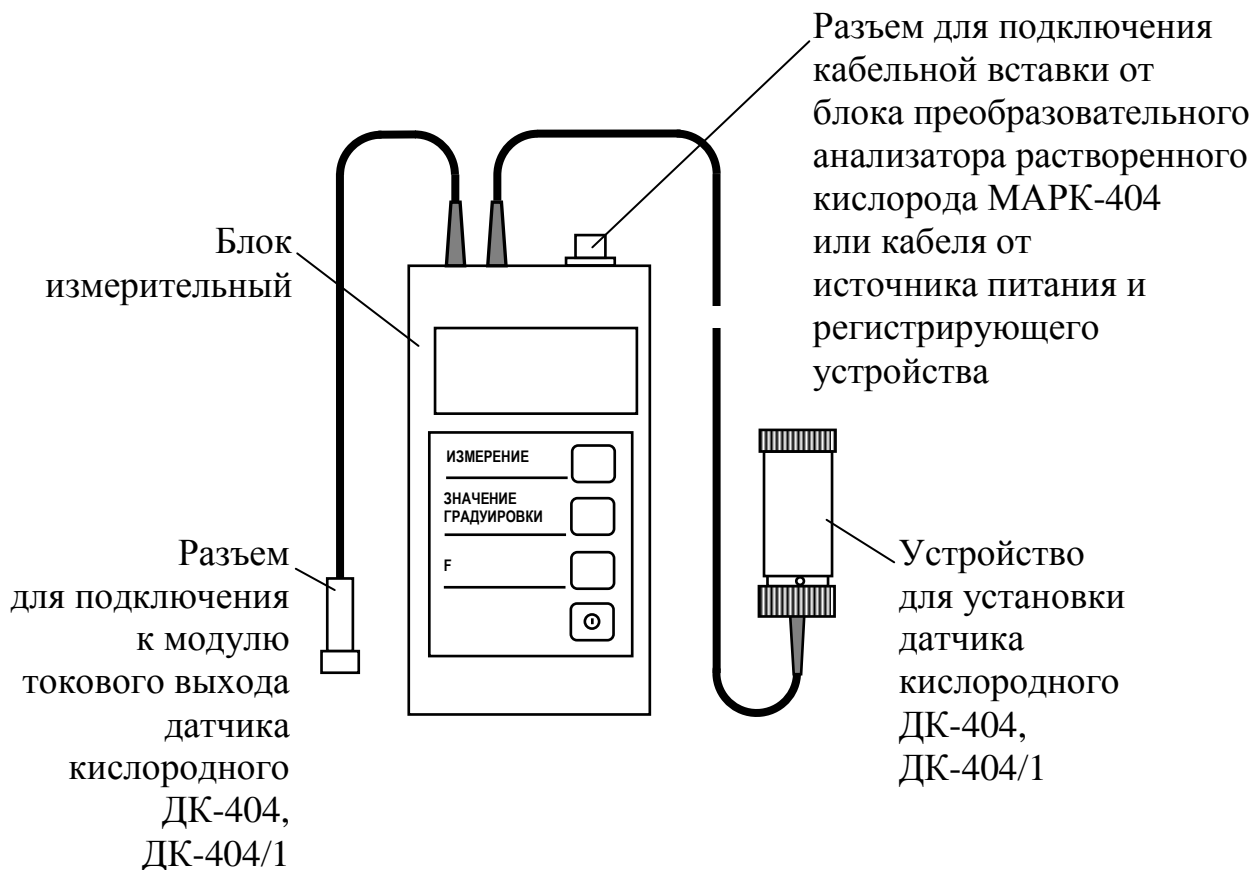 Разъем для подключения
кабельной вставки от
блока преобразовательного
анализатора растворенного
кислорода МАРК-404
или кабеля от
источника питания и
регистрирующего
устройства
Блок
измерительный
ИЗМЕРЕНИЕ
ЗНАЧЕНИЕ
ГРАДУИРОВКИ
F
Разъем
для подключения
к модулю
токового выхода
датчика
кислородного
ДК-404,
ДК-404/1
Устройство
для установки
датчика
кислородного
ДК-404,
ДК-404/1